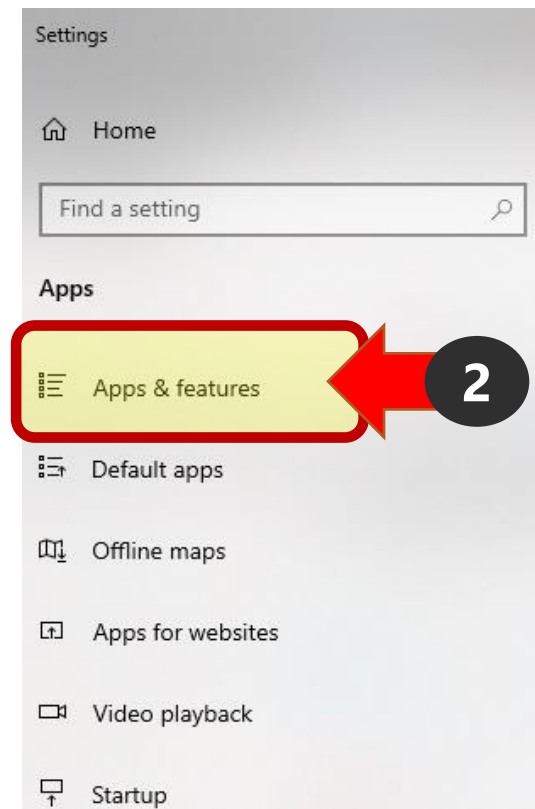 Settings
Home
Find a setting
Apps
Apps & features
2
Default apps
Offline maps
Apps for websites
Video playback
Startup